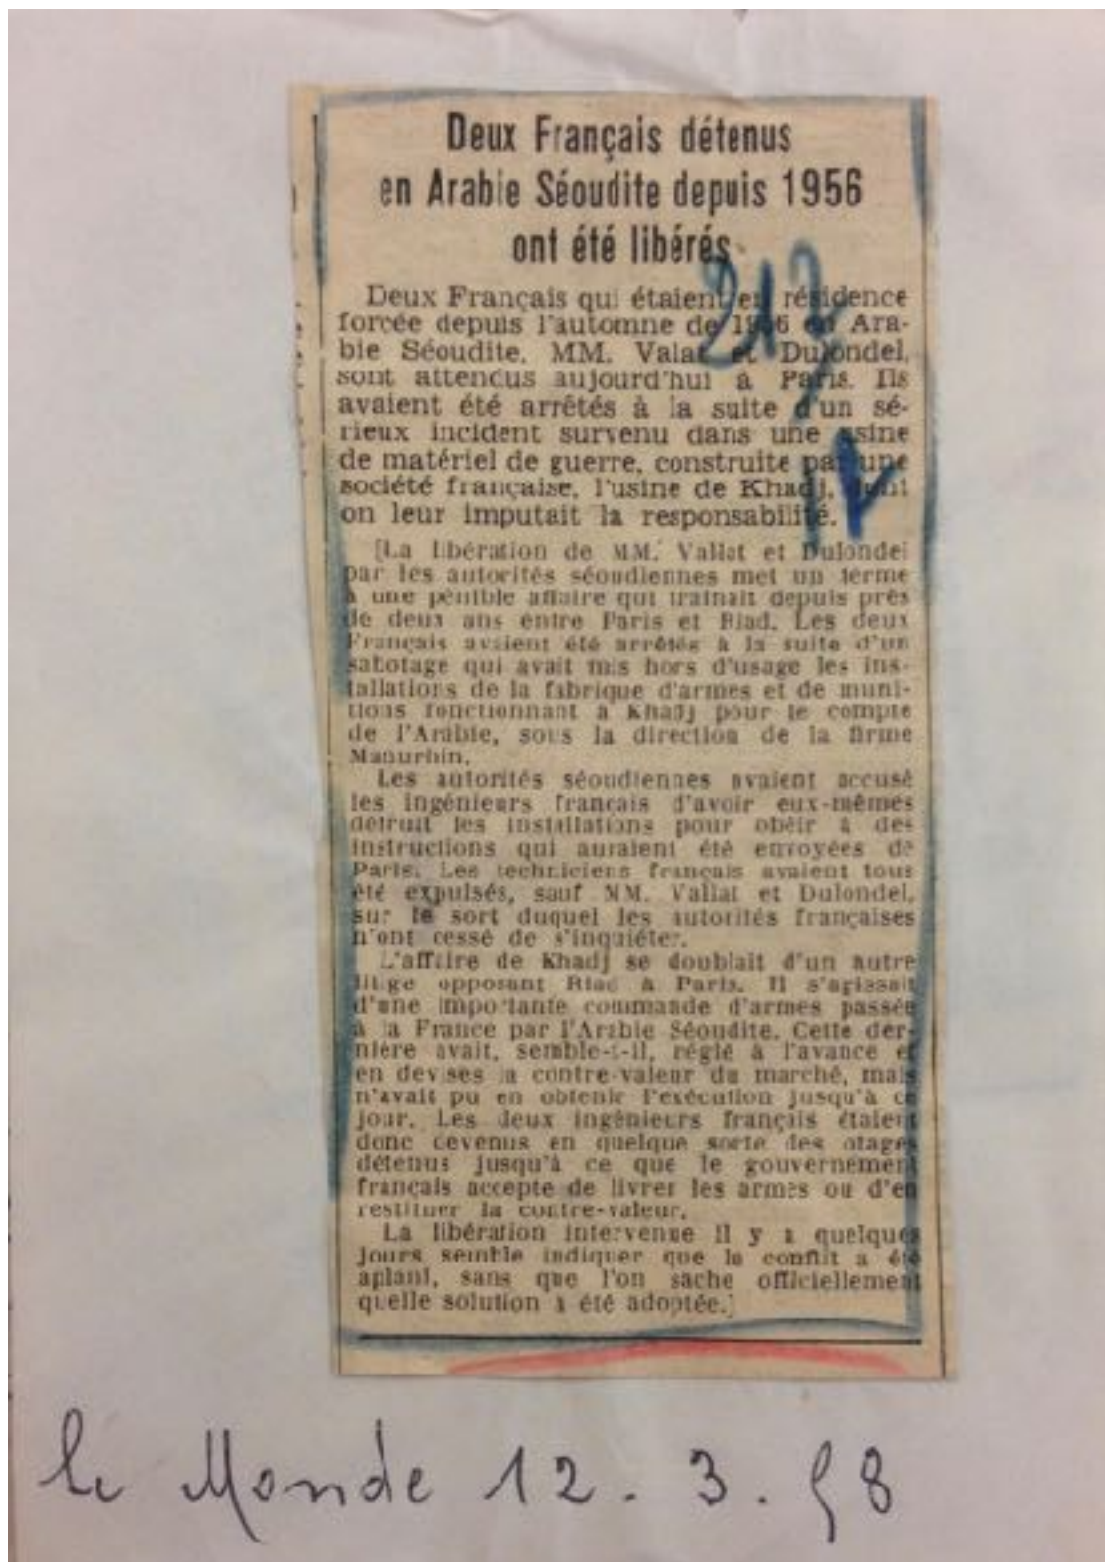 Deux Français détenus
en Arabie Séoudite depuis 1956
ont été libérés
Deux Français qui étaient en résidence
forcée depuis l'automne de 1956 en Ara-
bie Séoudite, MM. Valat et Dulondel,
sont attendus aujourd'hui à Paris. Ils
avaient été arrêtés à la suite d'un sé-
rieux incident survenu dans une usine
de matériel de guerre, construite par une
société française, l'usine de Khadj, dont
on leur imputait la responsabilité.
[La libération de MM. Vallat et Dulondel
par les autorités séoudiennes met un terme
à une pénible affaire qui traînait depuis près
de deux ans entre Paris et Riad. Les deux
Français avaient été arrêtés à la suite d'un
sabotage qui avait mis hors d'usage les ins-
tallations de la fabrique d'armes et de muni-
tions fonctionnant à Khadj pour le compte
de l'Arabie, sous la direction de la firme
Manurhin.
Les autorités séoudiennes avaient accusé
les ingénieurs français d'avoir eux-mêmes
détruit les installations pour obéir à des
instructions qui auraient été envoyées de
Paris. Les techniciens français avaient tous
été expulsés, sauf MM. Vallat et Dulondel,
sur le sort duquel les autorités françaises
n'ont cessé de s'inquiéter.
L'affaire de Khadj se doublait d'un autre
litige opposant Riad à Paris. Il s'agissait
d'une importante commande d'armes passée
à la France par l'Arabie Séoudite. Cette der-
nière avait, semble-t-il, réglé à l'avance et
en devises la contre-valeur du marché, mais
n'avait pu en obtenir l'exécution jusqu'à ce
jour. Les deux ingénieurs français étaient
donc devenus en quelque sorte des otages
détenus jusqu'à ce que le gouvernement
français accepte de livrer les armes ou d'en
restituer la contre-valeur.
La libération intervenue il y a quelques
jours semble indiquer que le conflit a été
aplani, sans que l'on sache officiellement
quelle solution a été adoptée.]
le Monde 12.3.58